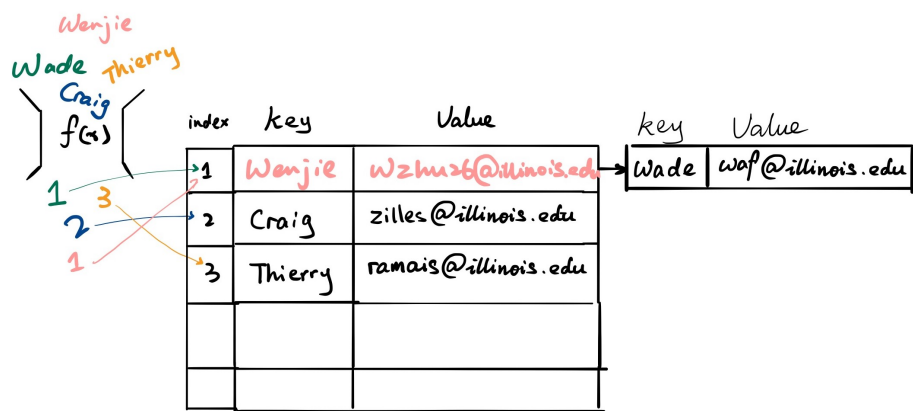 Wenjie
Wade Thierry
Craig
f(x)
1 3
2
1
index key Value
1 Wenjie wzhu26@illinois.edu
2 Craig zilles@illinois.edu
3 Thierry ramais@illinois.edu
key Value
Wade waf@illinois.edu